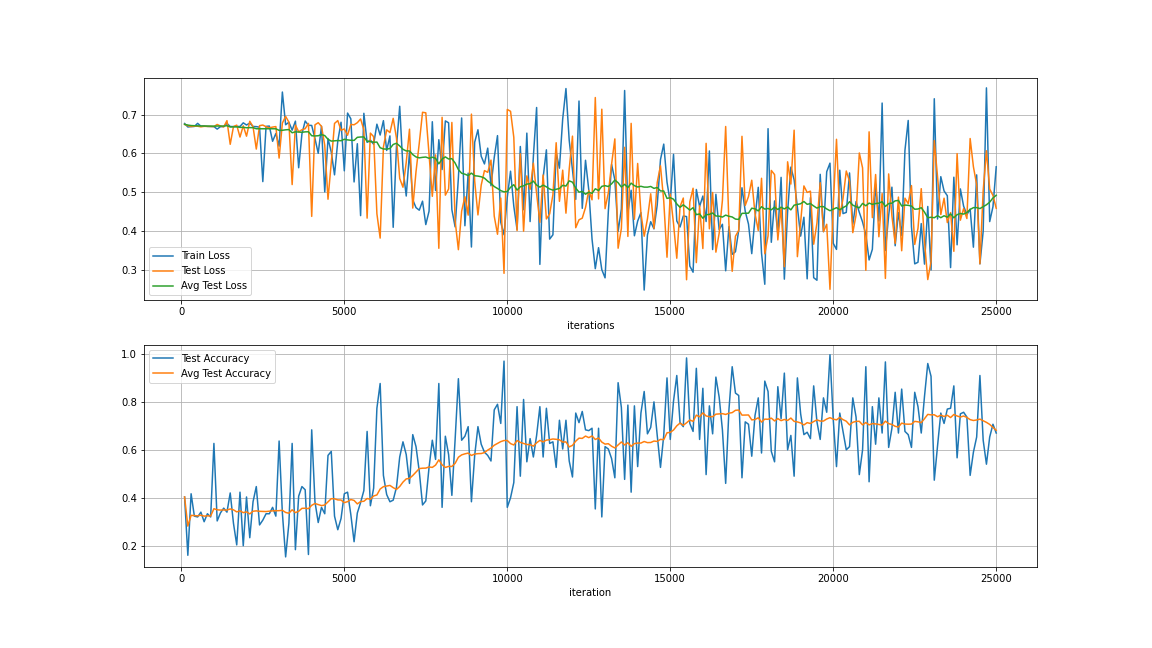 0.7
0.6
0.5
0.4
0.3
Train Loss
Test Loss
Avg Test Loss
0 5000 10000 15000 20000 25000
iterations
1.0
0.8
0.6
0.4
0.2
Test Accuracy
Avg Test Accuracy
0 5000 10000 15000 20000 25000
iteration